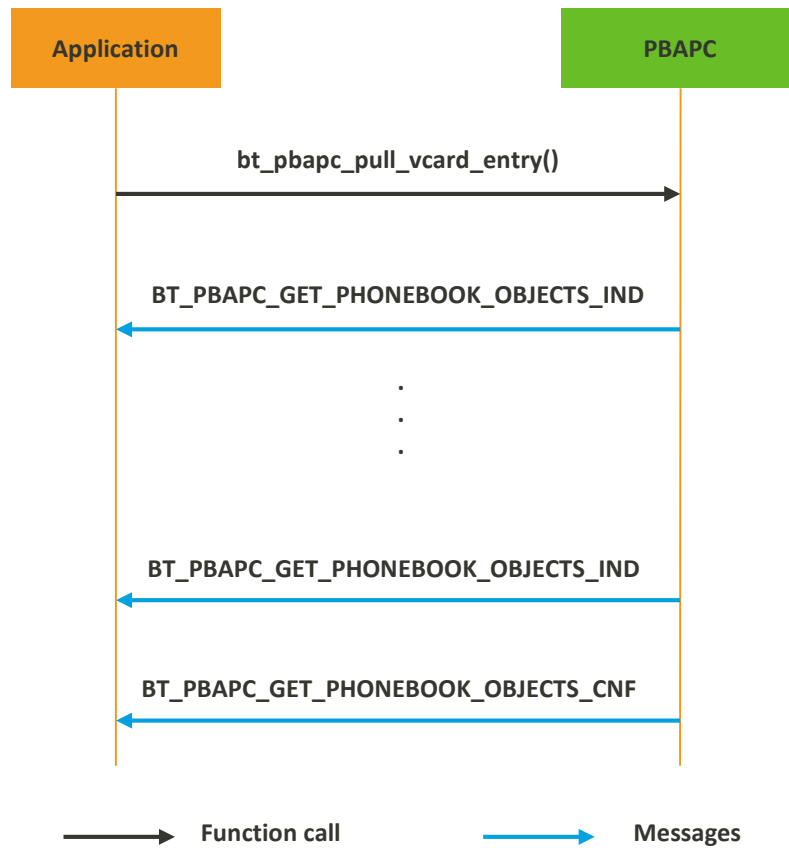 Application
PBAPC
bt_pbapc_pull_vcard_entry()
BT_PBAPC_GET_PHONEBOOK_OBJECTS_IND
.
.
.
BT_PBAPC_GET_PHONEBOOK_OBJECTS_IND
BT_PBAPC_GET_PHONEBOOK_OBJECTS_CNF
Function call
Messages